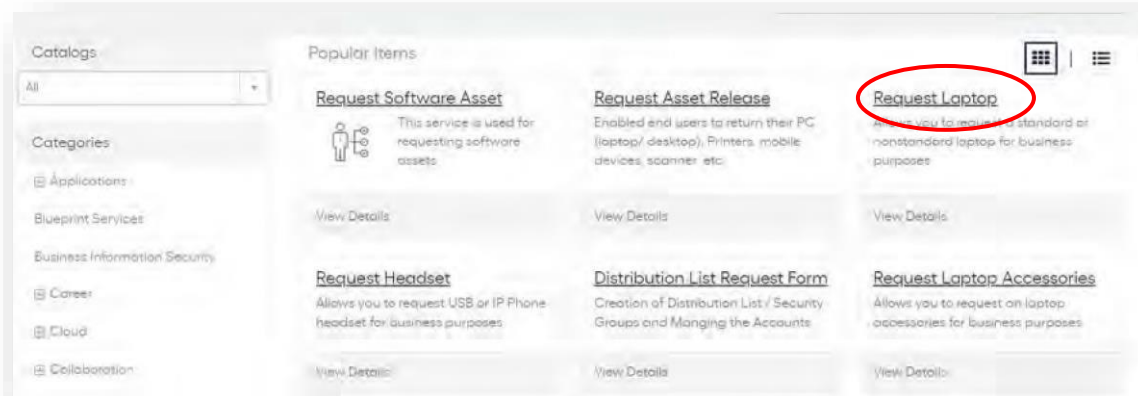 Catalogs
All
Categories
Applications
Blueprint Services
Business Information Security
Career
Cloud
Collaboration
Popular Items
Request Software Asset
This service is used for
requesting software
assets
View Details
Request Asset Release
Enabled end users to return their PC
(laptop/ desktop), Printers, mobile
devices, scanner etc
View Details
Request Laptop
Allows you to request a standard or
nonstandard laptop for business
purposes
View Details
Request Headset
Allows you to request USB or IP Phone
headset for business purposes
View Details
Distribution List Request Form
Creation of Distribution List / Security
Groups and Manging the Accounts
View Details
Request Laptop Accessories
Allows you to request on laptop
accessories for business purposes
View Details